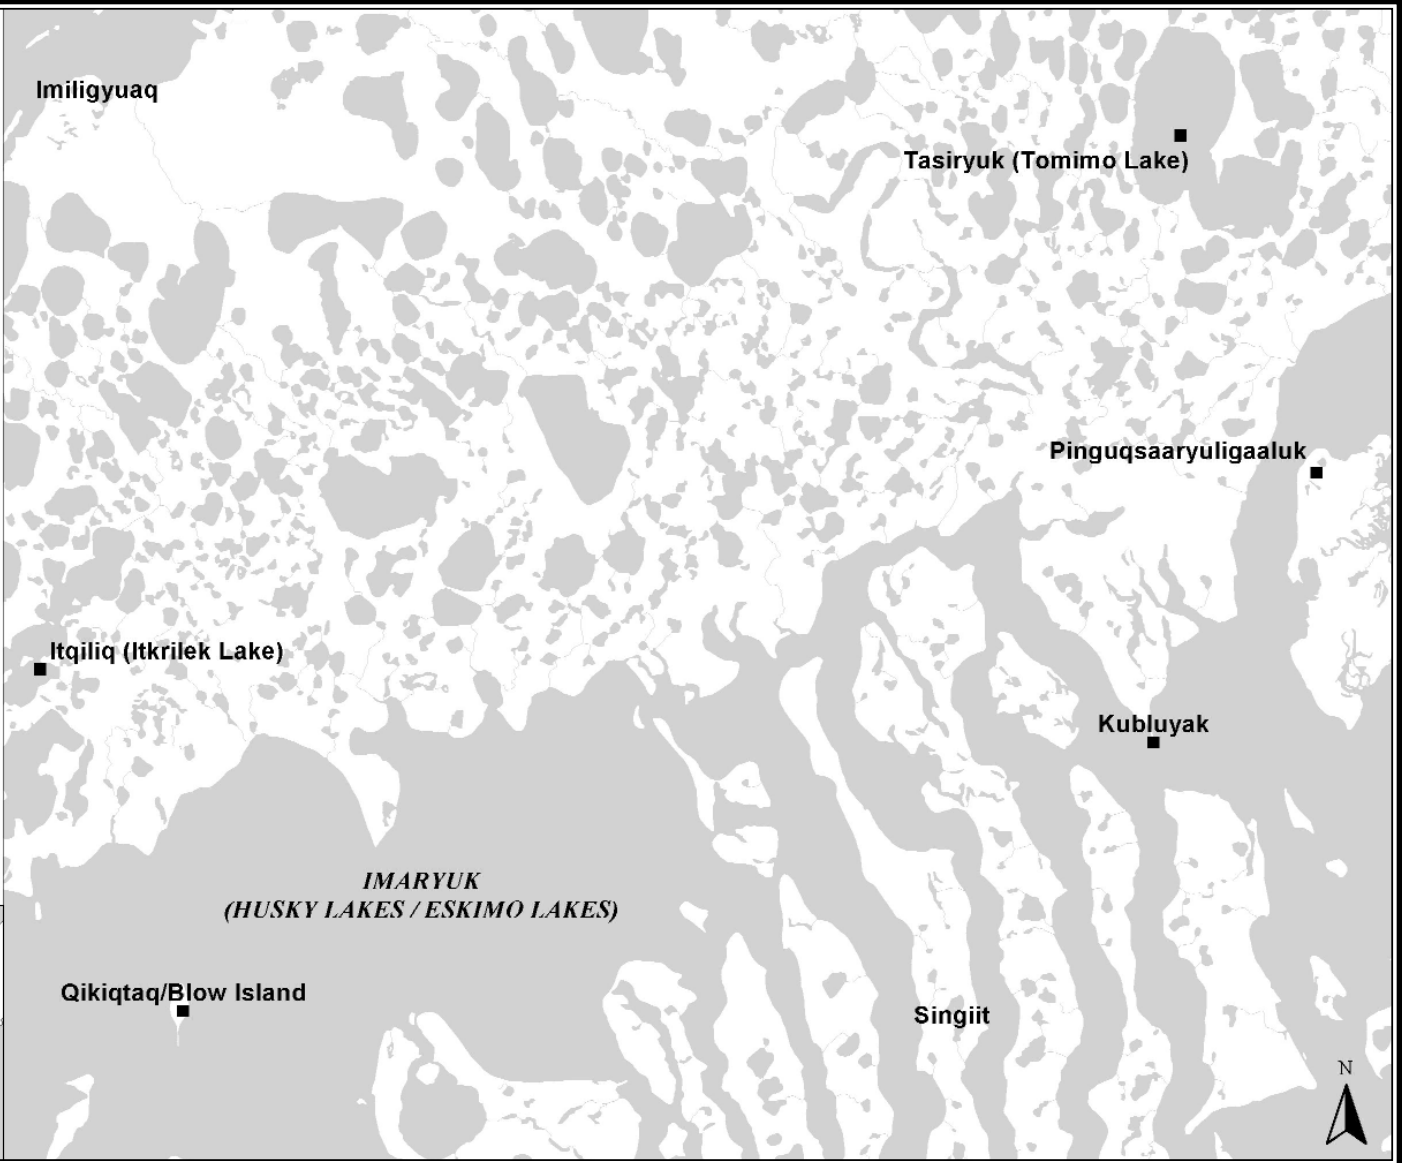 Imiligyuaq
Tasiryuk (Tomimo Lake)
Pinguqsaaryuligaaluk
Itqiliq (Itkrilek Lake)
Kubluyak
IMARYUK
(HUSKY LAKES / ESKIMO LAKES)
Qikiqtaq/Blow Island
Singiit
N